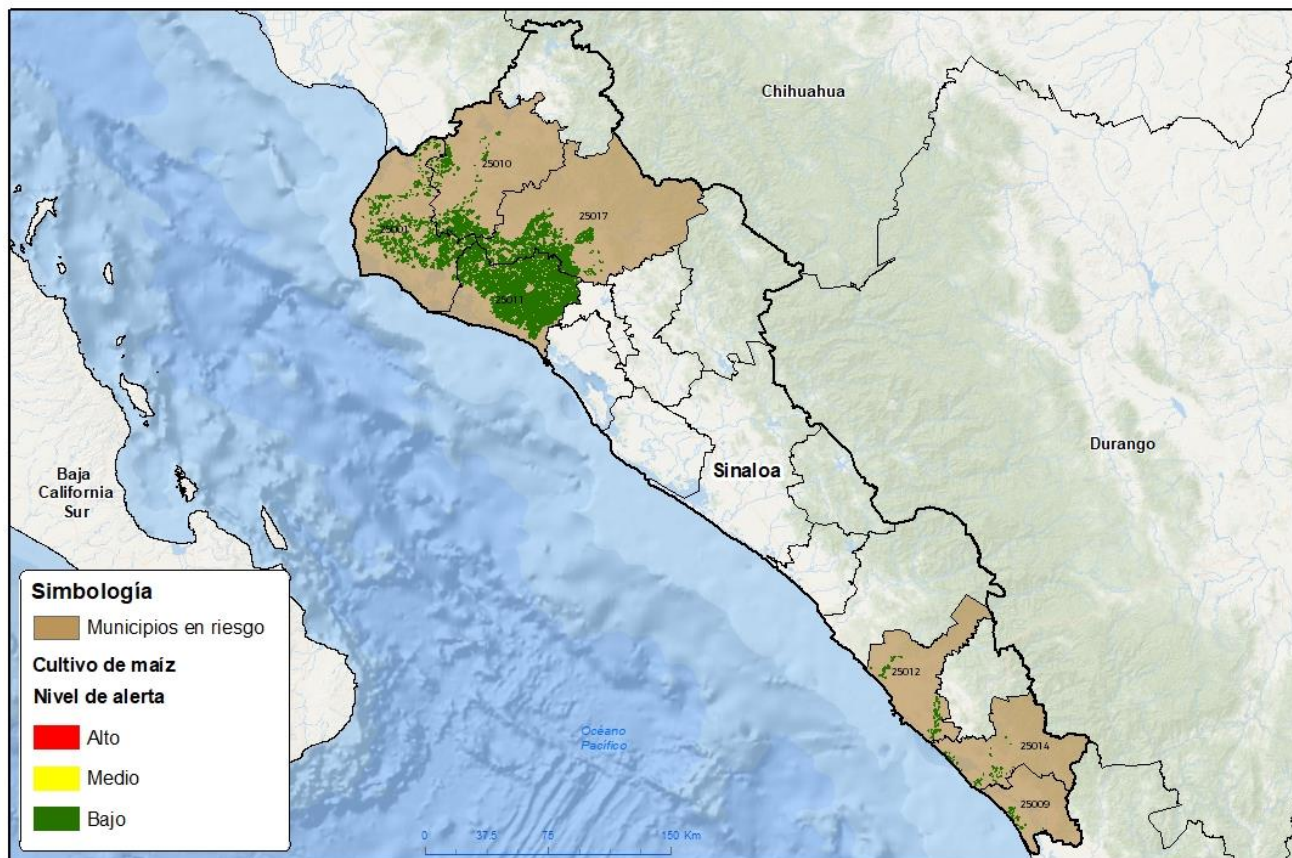 Chihuahua
25010
25017
25001
25011
Durango
Sinaloa
Baja
California
Sur
Simbología
Municipios en riesgo
Cultivo de maíz
Nivel de alerta
Alto
Medio
Bajo
25012
Océano
Pacífico
25014
25009
0 37.5 75 150 Km